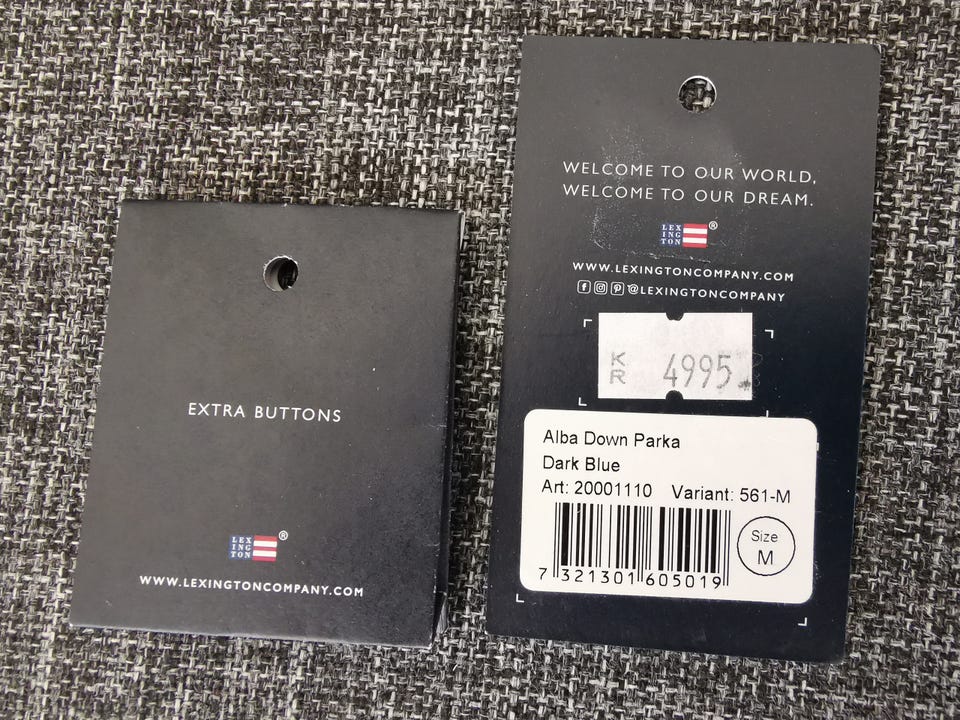 EXTRA BUTTONS
LEX
ING
TON
®
WWW.LEXINGTONCOMPANY.COM
WELCOME TO OUR WORLD,
WELCOME TO OUR DREAM.
LEX
ING
TON
®
WWW.LEXINGTONCOMPANY.COM
@LEXINGTONCOMPANY
KR 4995.
Alba Down Parka
Dark Blue
Art: 20001110 Variant: 561-M
Size
M
7 321301 605019